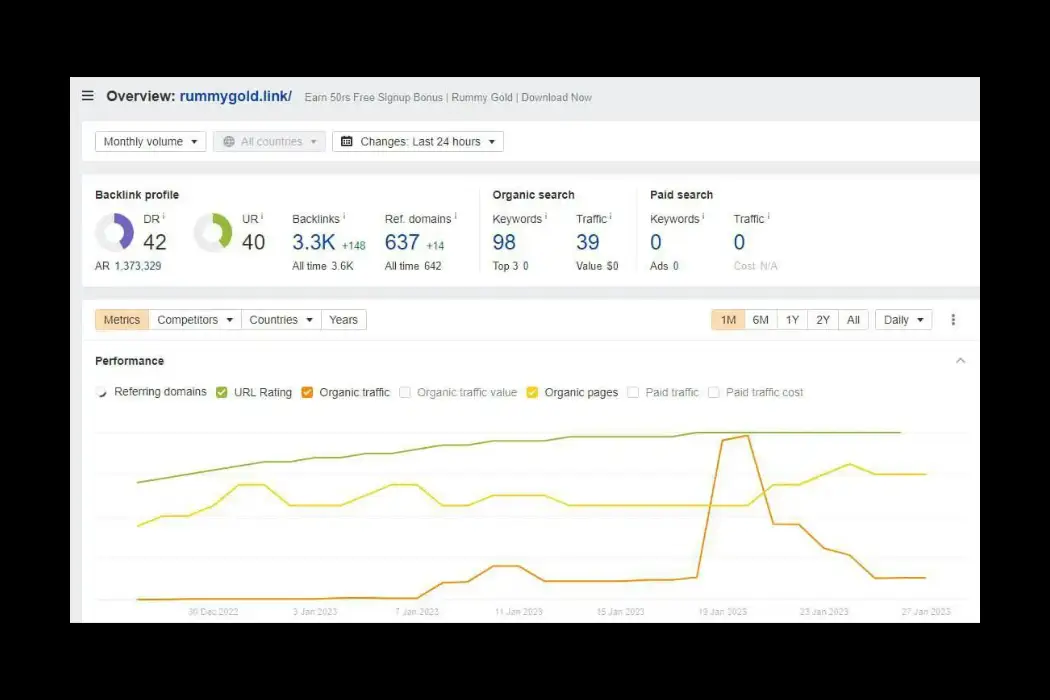 Overview: rummygold.link/ Earn 50rs Free Signup Bonus | Rummy Gold | Download Now
Monthly volume All countries Changes: Last 24 hours
Backlink profile Organic search Paid search
DR i UR i Backlinks i Ref. domains i Keywords i Traffic i Keywords i Traffic i
42 40 3.3K +148 637 +14 98 39 0 0
AR 1,373,329 All time 3.6K All time 642 Top 3 0 Value $0 Ads 0 Cost N/A
Metrics Competitors Countries Years 1M 6M 1Y 2Y All Daily
Performance
Referring domains URL Rating Organic traffic Organic traffic value Organic pages Paid traffic Paid traffic cost
30 Dec 2022 3 Jan 2023 7 Jan 2023 11 Jan 2023 15 Jan 2023 19 Jan 2023 23 Jan 2023 27 Jan 2023